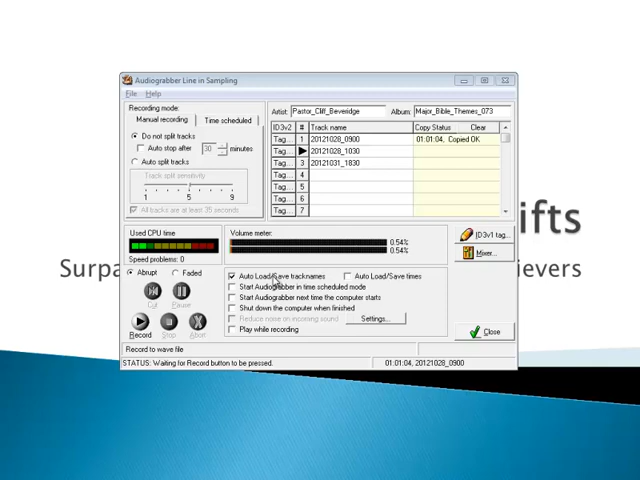 Audiograbber Line in Sampling
File Help
Recording mode:
Manual recording Time scheduled
Do not split tracks
Auto stop after 30 minutes
Auto split tracks
Track split sensitivity
1 5 9
All tracks are at least 35 seconds
Artist: Pastor_Cliff_Beveridge Album: Major_Bible_Themes_073
ID3v2 # Track name Copy Status Clear
Tag... 1 20121028_0900 01:01:04, Copied OK
Tag... 20121028_1030
Tag... 3 20121031_1830
Tag... 4
Tag... 5
Tag... 6
Tag... 7
Used CPU time
Speed problems: 0
Volume meter:
0.54%
0.54%
ID3v1 tag...
Mixer...
Abrupt Faded
Cut Pause
Record Stop Abort
Auto Load/Save tracknames Auto Load/Save times
Start Audiograbber in time scheduled mode
Start Audiograbber next time the computer starts
Shut down the computer when finished
Reduce noise on incoming sound Settings...
Play while recording
Close
Record to wave file
STATUS: Waiting for Record button to be pressed. 01:01:04, 20121028_0900
ifts
Surpa ievers